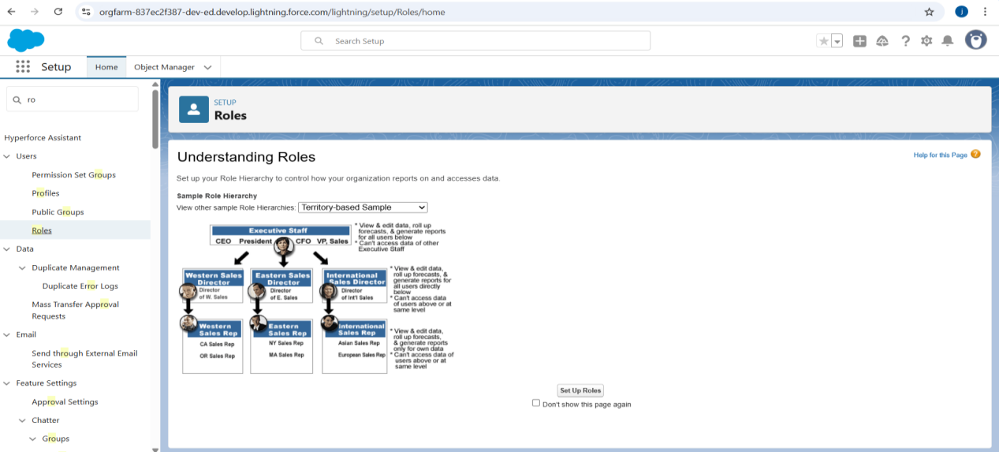 orgfarm-837ec2f387-dev-ed.develop.lightning.force.com/lightning/setup/Roles/home
j
Search Setup
Setup
Home
Object Manager
ro
Hyperforce Assistant
Users
Permission Set Groups
Profiles
Public Groups
Roles
Data
Duplicate Management
Duplicate Error Logs
Mass Transfer Approval
Requests
Email
Send through External Email
Services
Feature Settings
Approval Settings
Chatter
Groups
SETUP
Roles
Understanding Roles
Help for this Page ?
Set up your Role Hierarchy to control how your organization reports on and accesses data.
Sample Role Hierarchy
View other sample Role Hierarchies: Territory-based Sample
Executive Staff
CEO President CFO VP, Sales
* View & edit data, roll up
forecasts, & generate reports
for all users below
* Can't access data of other
Executive Staff
Western Sales
Director
Director
of W. Sales
Eastern Sales
Director
Director
of E. Sales
International
Sales Director
Director
of Int'l Sales
* View & edit data,
roll up forecasts, &
generate reports for
all users directly
below
* Can't access data
of users above or at
same level
Western
Sales Rep
CA Sales Rep
OR Sales Rep
Eastern
Sales Rep
NY Sales Rep
MA Sales Rep
International
Sales Rep
Asian Sales Rep
European Sales Rep
* View & edit data,
roll up forecasts,
& generate reports
only for own data
* Can't access data of
users above or at
same level
Set Up Roles
Don't show this page again